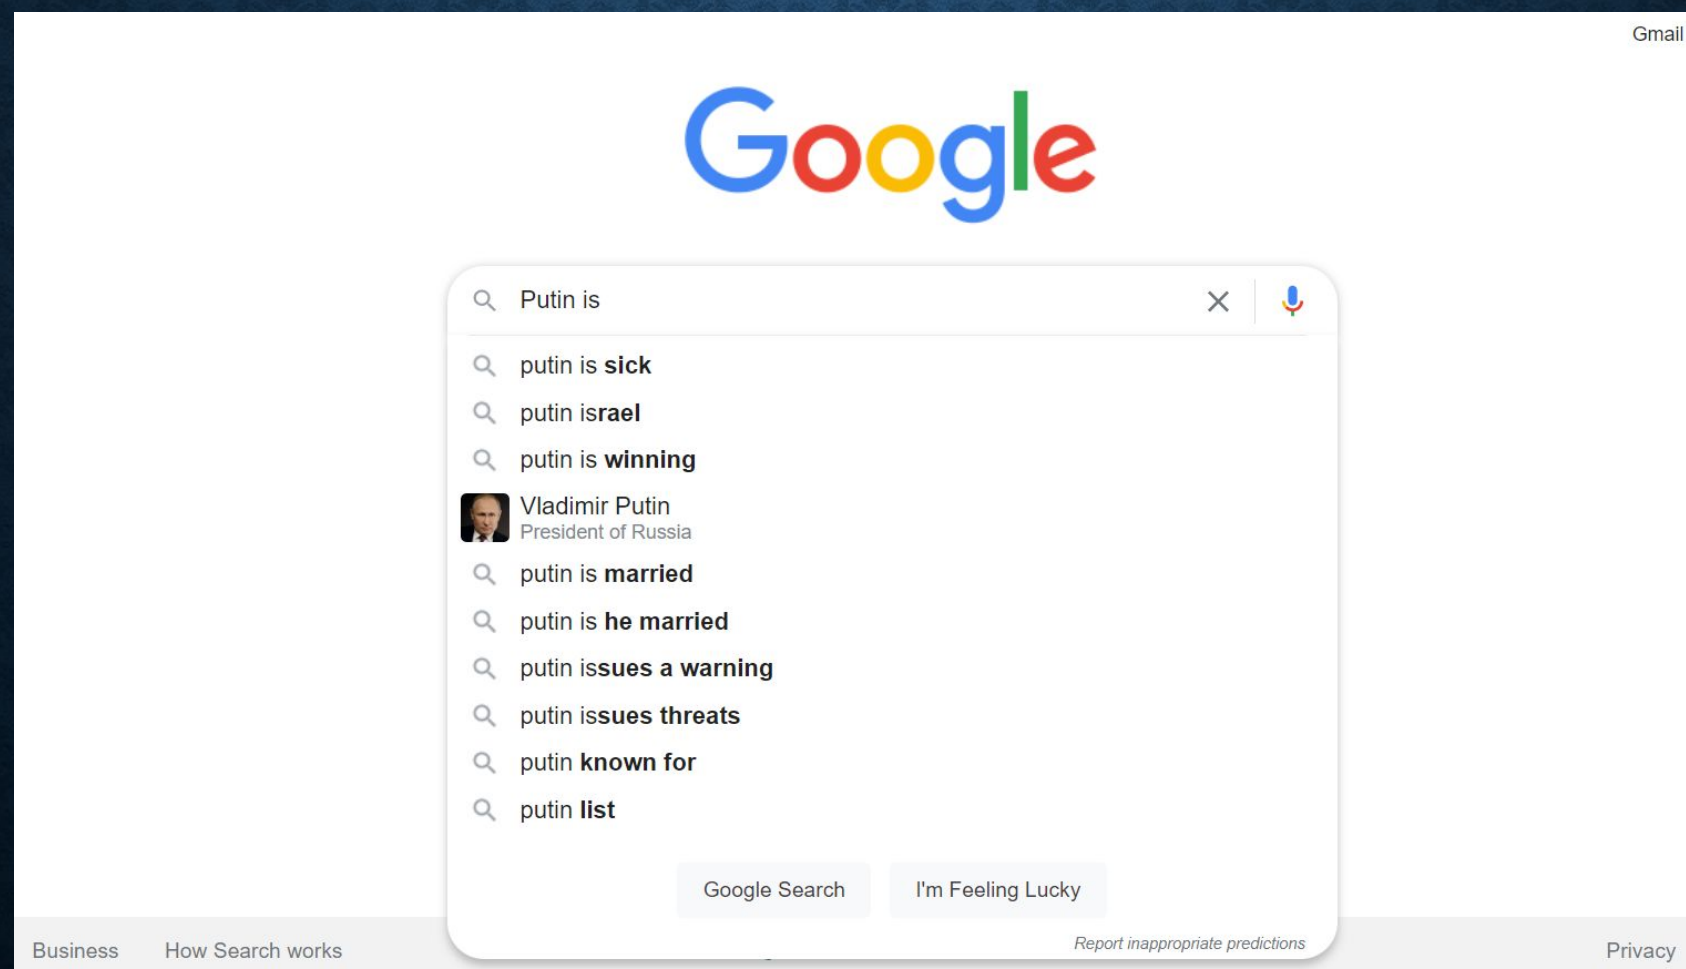 Gmail
Google
Putin is
putin is sick
putin israel
putin is winning
Vladimir Putin
President of Russia
putin is married
putin is he married
putin issues a warning
putin issues threats
putin known for
putin list
Google Search
I'm Feeling Lucky
Report inappropriate predictions
Business
How Search works
Privacy